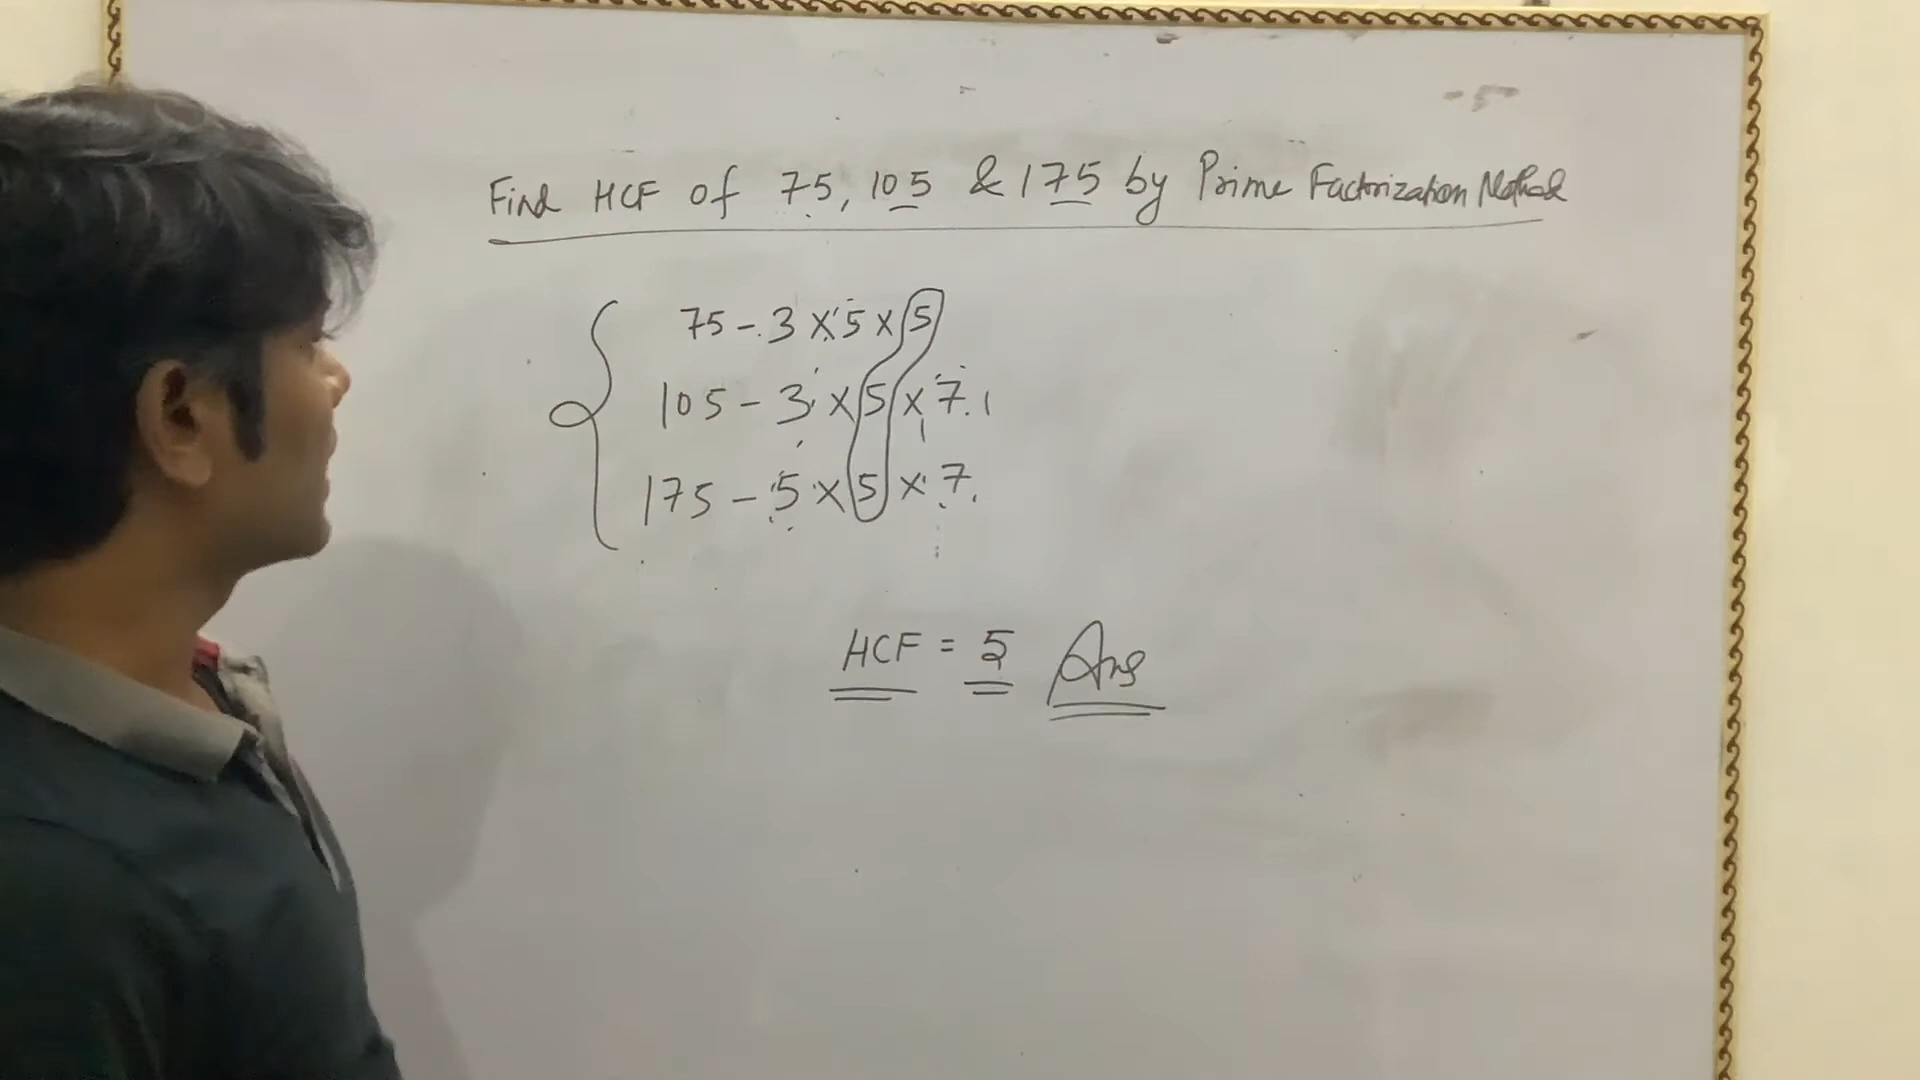 Find HCF of 75, 105 & 175 by Prime Factorization Method
75 - 3 × 5 × 5
105 - 3 × 5 × 7
175 - 5 × 5 × 7
HCF = 5 Ans